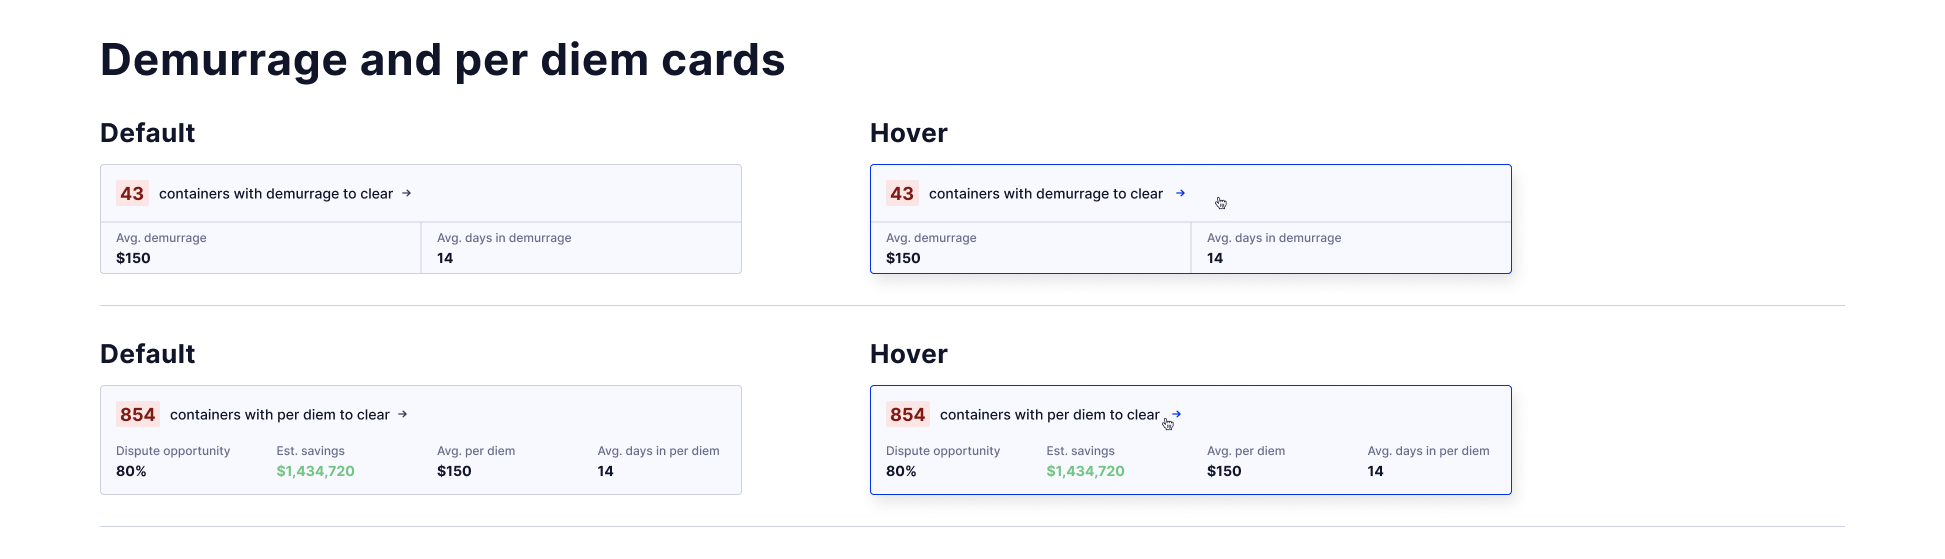 Demurrage and per diem cards
Default
Hover
43 containers with demurrage to clear →
43 containers with demurrage to clear →
Avg. demurrage
Avg. days in demurrage
Avg. demurrage
Avg. days in demurrage
$150
14
$150
14
Default
Hover
854 containers with per diem to clear →
854 containers with per diem to clear →
Dispute opportunity
Est. savings
Avg. per diem
Avg. days in per diem
Dispute opportunity
Est. savings
Avg. per diem
Avg. days in per diem
80%
$1,434,720
$150
14
80%
$1,434,720
$150
14